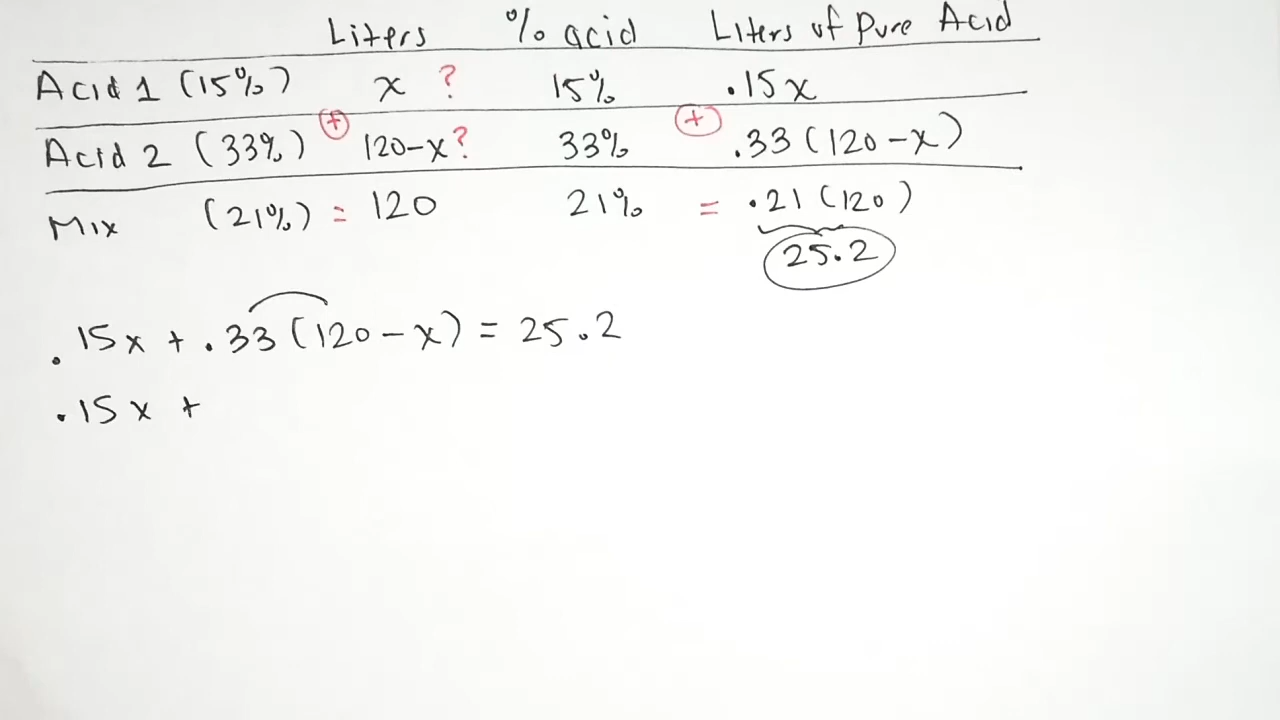 Liters % acid Liters of Pure Acid
Acid 1 (15%) x ? 15% .15x
Acid 2 (33%) + 120-x? 33% + .33 (120-x)
Mix (21%) = 120 21% = .21 (120)
25.2
.15x + .33 (120-x) = 25.2
.15x +